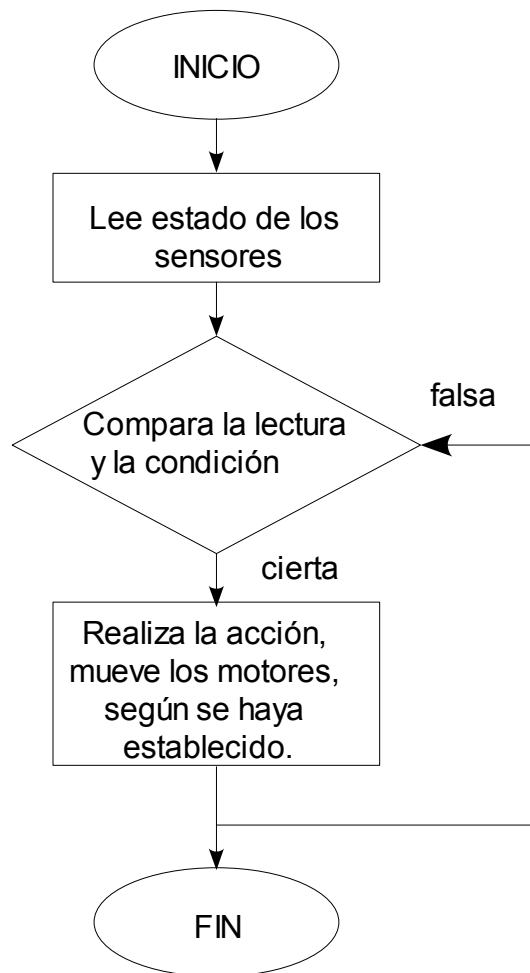 INICIO
Lee estado de los
sensores
falsa
Compara la lectura
y la condición
cierta
Realiza la acción,
mueve los motores,
según se haya
establecido.
FIN